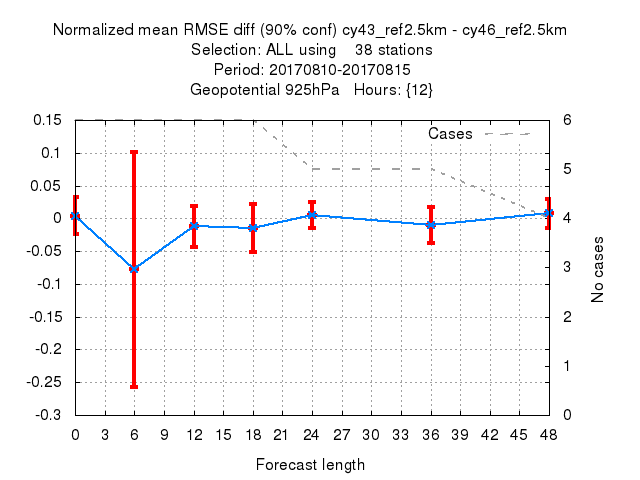 Normalized mean RMSE diff (90% conf) cy43_ref2.5km - cy46_ref2.5km
Selection: ALL using    38 stations
Period: 20170810-20170815
Geopotential 925hPa   Hours: {12}
Cases
0.15
0.1
0.05
0
-0.05
-0.1
-0.15
-0.2
-0.25
-0.3
6
5
4
3
2
1
0
No cases
0 3 6 9 12 15 18 21 24 27 30 33 36 39 42 45 48
Forecast length